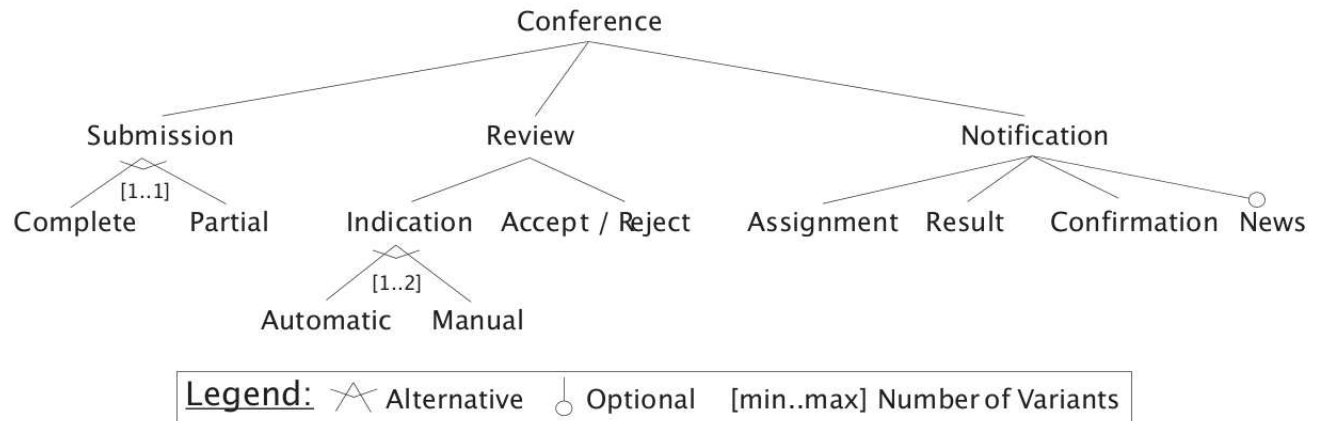 Conference
Submission Review Notification
[1..1]
Complete Partial Indication Accept / Reject Assignment Result Confirmation News
[1..2]
Automatic Manual
Legend: Alternative Optional [min..max] Number of Variants